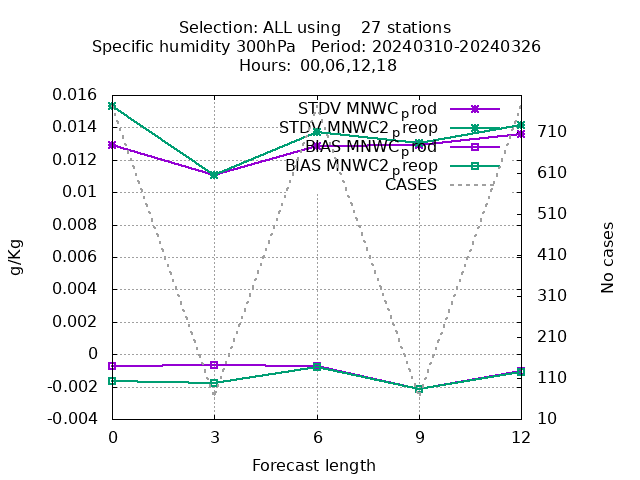 Selection: ALL using    27 stations
Specific humidity 300hPa   Period: 20240310-20240326
Hours:  00,06,12,18
0.016
0.014
0.012
0.01
0.008
0.006
0.004
0.002
0
-0.002
-0.004
g/Kg
STDV MNWC_prod
STDV MNWC2_preop
BIAS MNWC_prod
BIAS MNWC2_preop
CASES
710
610
510
410
310
210
110
10
No cases
0 3 6 9 12
Forecast length